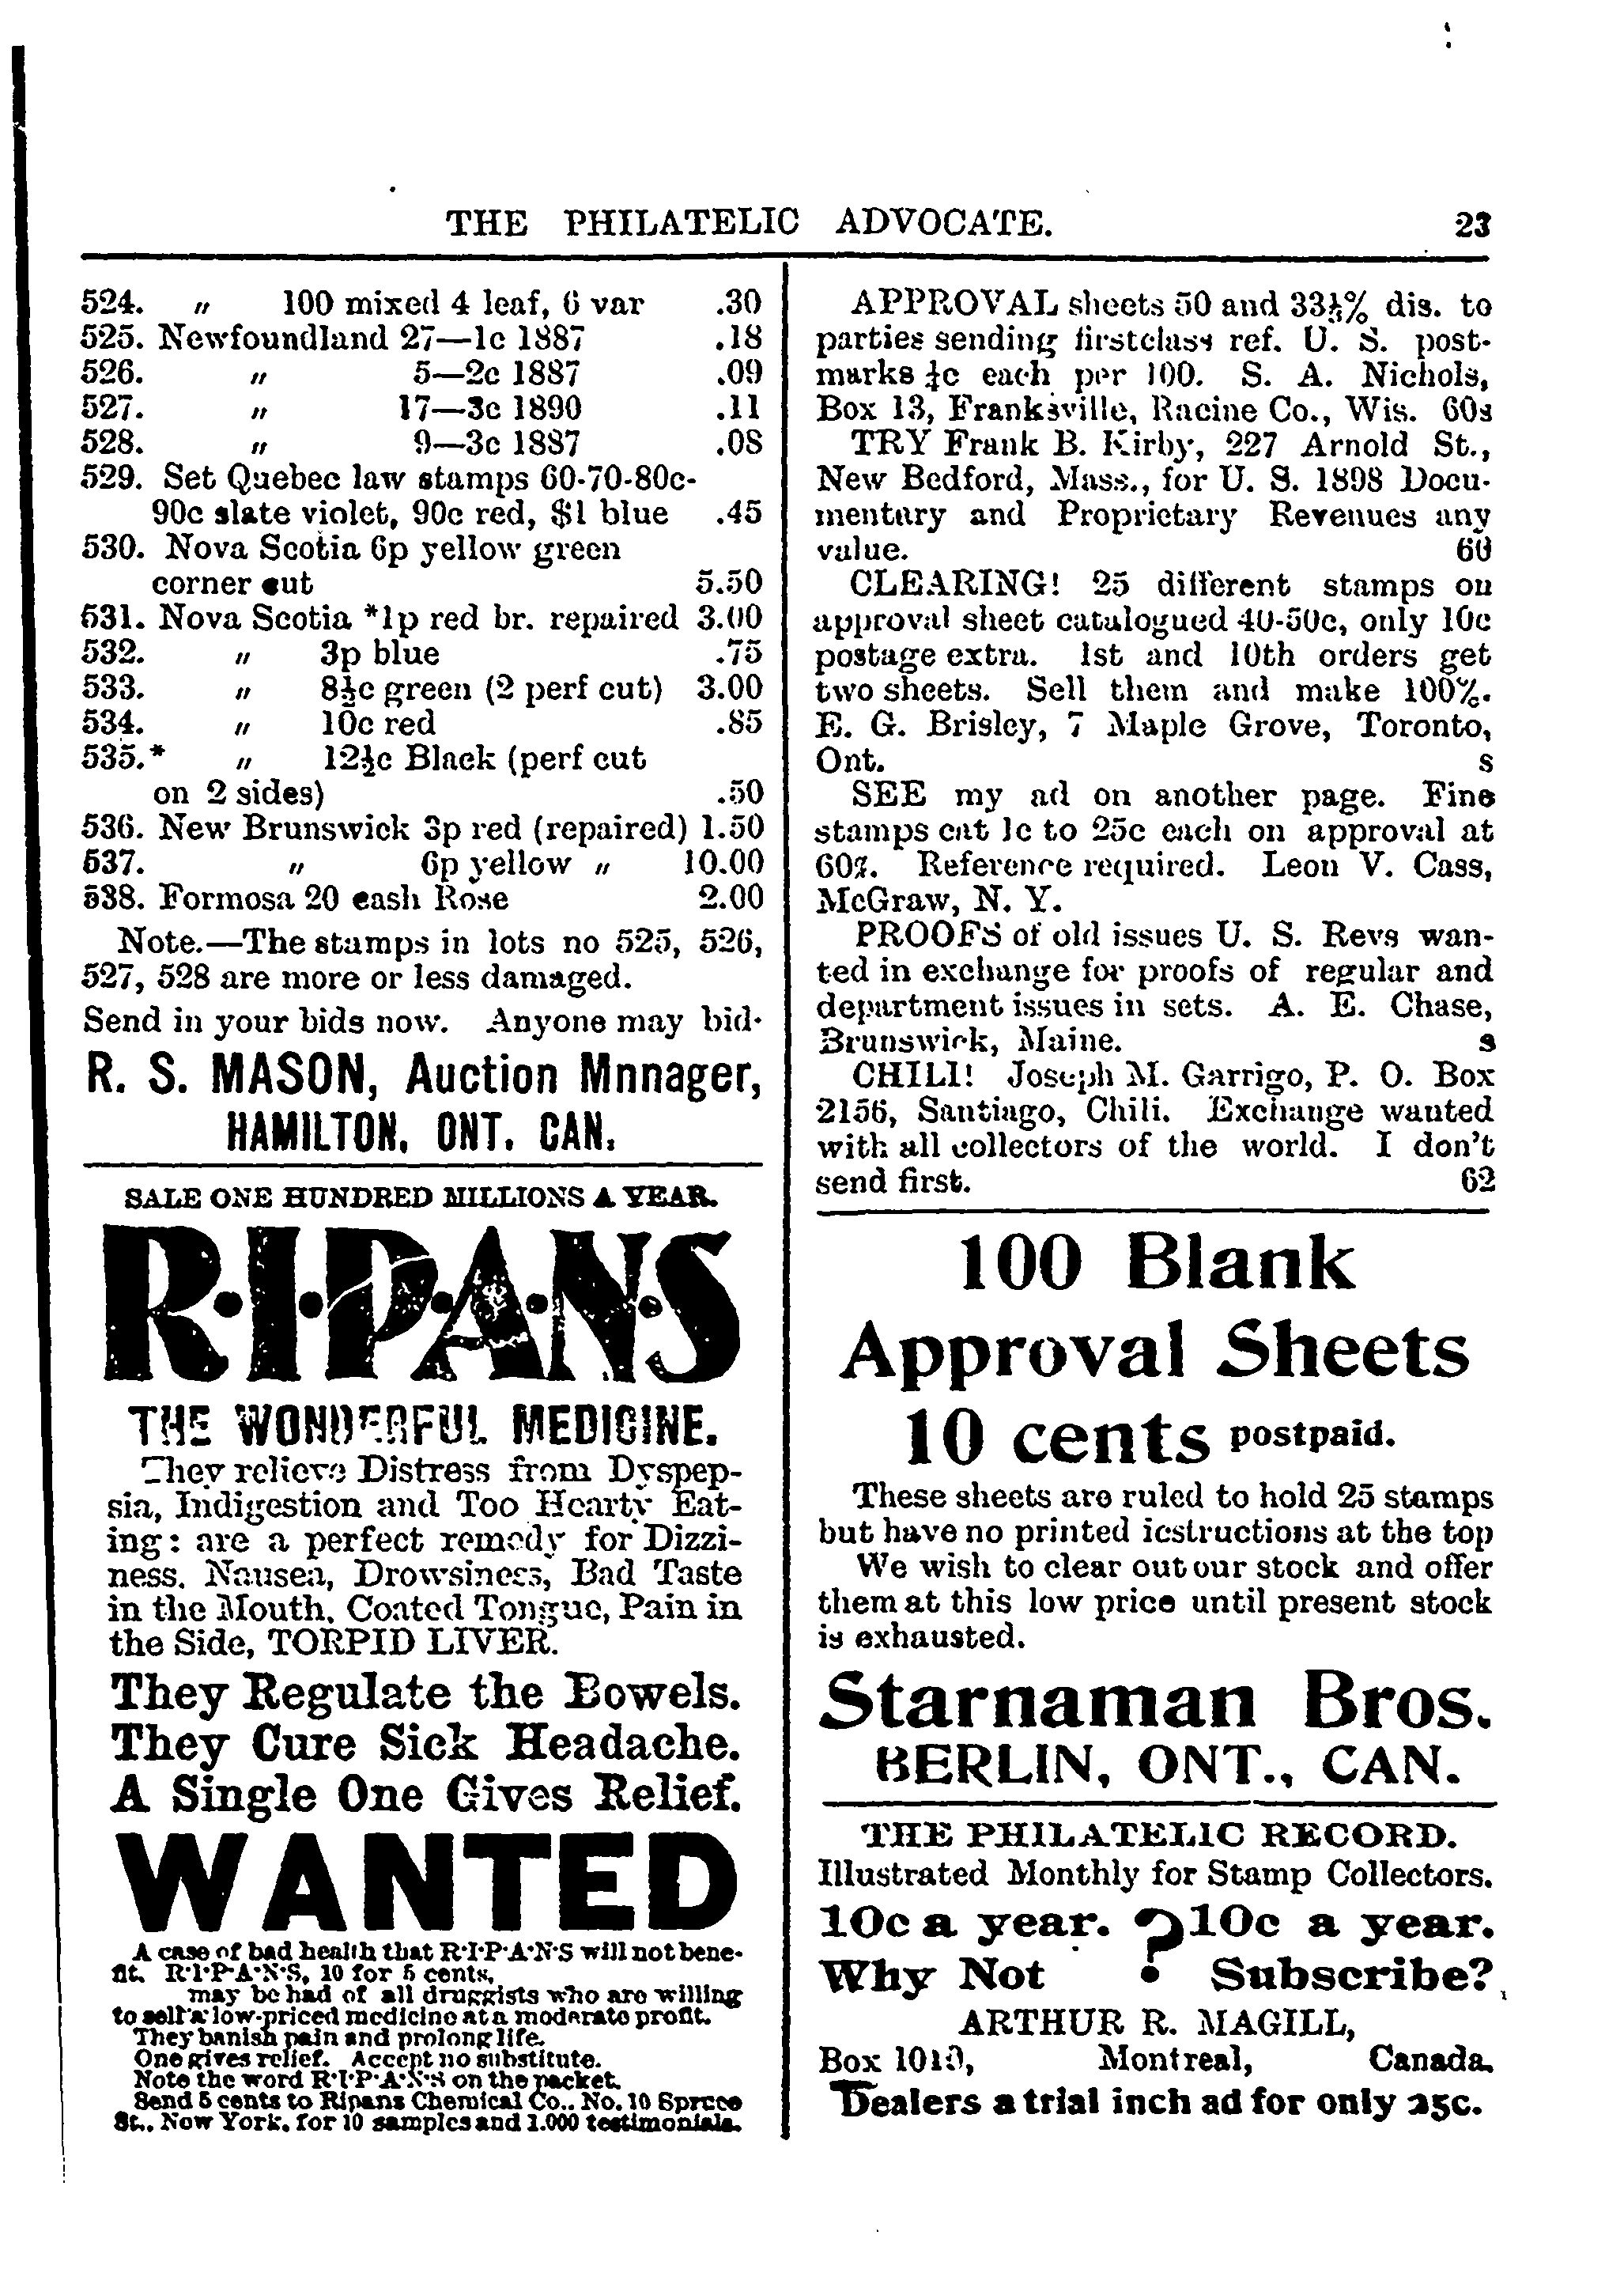 THE PHILATELIC ADVOCATE. 23
524. " 100 mixed 4 leaf, 6 var .30
525. Newfoundland 27—1c 1887 .18
526. " 5—2c 1887 .09
527. " 17—3c 1890 .11
528. " 9—3c 1887 .08
529. Set Quebec law stamps 60-70-80c-
90c slate violet, 90c red, $1 blue .45
530. Nova Scotia 6p yellow green
corner cut 5.50
531. Nova Scotia *1p red br. repaired 3.00
532. " 3p blue .75
533. " 8½c green (2 perf cut) 3.00
534. " 10c red .85
535.* " 12½c Black (perf cut
on 2 sides) .50
536. New Brunswick 3p red (repaired) 1.50
537. " 6p yellow " 10.00
538. Formosa 20 cash Rose 2.00
Note.—The stamps in lots no 525, 526,
527, 528 are more or less damaged.
Send in your bids now. Anyone may bid.
R. S. MASON, Auction Mnnager,
HAMILTON, ONT. CAN.
SALE ONE HUNDRED MILLIONS A YEAR.
R·I·P·A·N·S
THE WONDERFUL MEDICINE.
They relieve Distress from Dyspep-
sia, Indigestion and Too Hearty Eat-
ing: are a perfect remedy for Dizzi-
ness. Nausea, Drowsiness, Bad Taste
in the Mouth, Coated Tongue, Pain in
the Side, TORPID LIVER.
They Regulate the Bowels.
They Cure Sick Headache.
A Single One Gives Relief.
WANTED
A case of bad health that R·I·P·A·N·S will not bene-
fit. R·I·P·A·N·S, 10 for 5 cents,
may be had of all druggists who are willing
to sell a low-priced medicine at a moderate profit.
They banish pain and prolong life.
One gives relief. Accept no substitute.
Note the word R·I·P·A·N·S on the packet.
Send 5 cents to Ripans Chemical Co.. No. 10 Spruce
St., New York, for 10 samples and 1.000 testimonials.
APPROVAL sheets 50 and 33⅓% dis. to
parties sending firstclass ref. U. S. post-
marks ¼c each per 100. S. A. Nichols,
Box 13, Franksville, Racine Co., Wis. 60s
TRY Frank B. Kirby, 227 Arnold St.,
New Bedford, Mass., for U. S. 1898 Docu-
mentary and Proprietary Revenues any
value. 60
CLEARING! 25 different stamps on
approval sheet catalogued 40-50c, only 10c
postage extra. 1st and 10th orders get
two sheets. Sell them and make 100%.
E. G. Brisley, 7 Maple Grove, Toronto,
Ont. s
SEE my ad on another page. Fine
stamps cat 1c to 25c each on approval at
60%. Reference required. Leon V. Cass,
McGraw, N. Y.
PROOFS of old issues U. S. Revs wan-
ted in exchange for proofs of regular and
department issues in sets. A. E. Chase,
Brunswick, Maine. s
CHILI! Joseph M. Garrigo, P. O. Box
2156, Santiago, Chili. Exchange wanted
with all collectors of the world. I don't
send first. 62
100 Blank
Approval Sheets
10 cents postpaid.
These sheets are ruled to hold 25 stamps
but have no printed icstructions at the top
We wish to clear out our stock and offer
them at this low price until present stock
is exhausted.
Starnaman Bros.
BERLIN, ONT., CAN.
THE PHILATELIC RECORD.
Illustrated Monthly for Stamp Collectors.
10c a year. ? 10c a year.
Why Not Subscribe?
ARTHUR R. MAGILL,
Box Montreal, Canada.
Dealers a trial inch ad for only 25c.